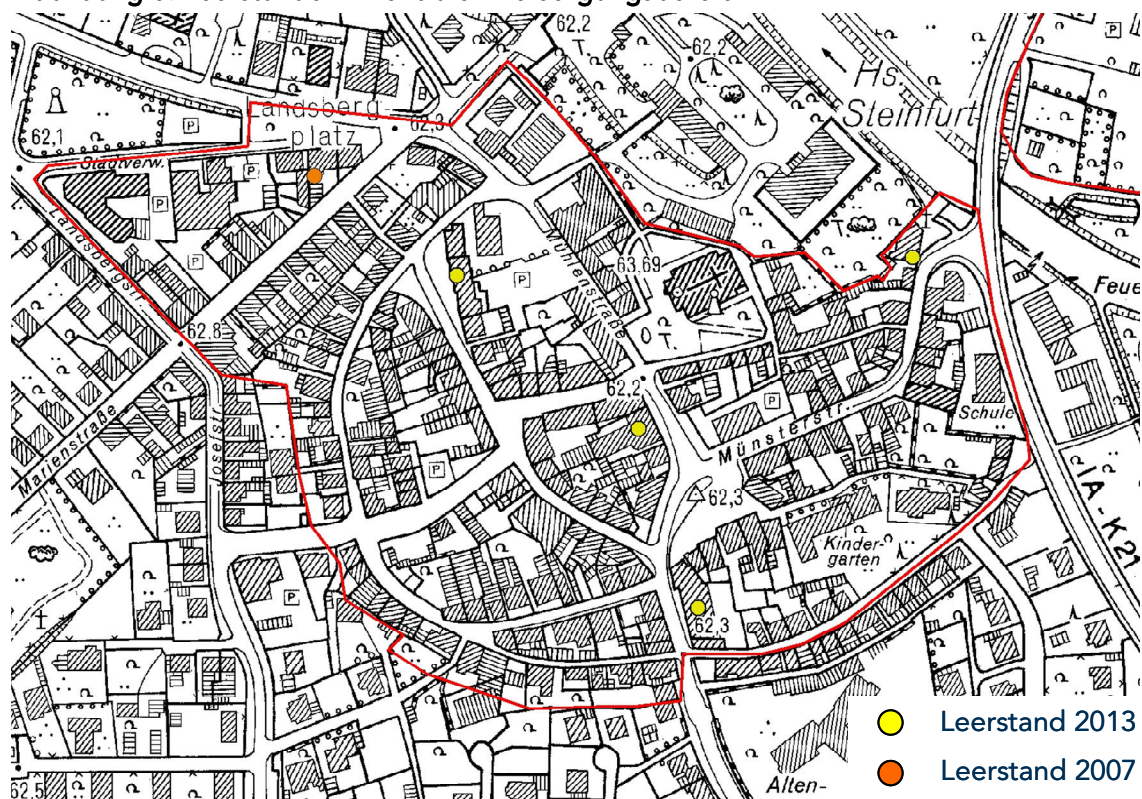 62,2
62,2
P
Hs.
Steinfurt
Landsberg-
platz
62,3
62,1
P
Stadtverw.
P
P
P
Landsbergstr.
P
63.69
Feue
62.8
62.2
P
Marienstraße
Josefstr.
Münsterstr.
Schule
P
62,3
IA-K21
Kinder-
garten
P
62,3
Alten-
62.5
Leerstand 2013
Leerstand 2007